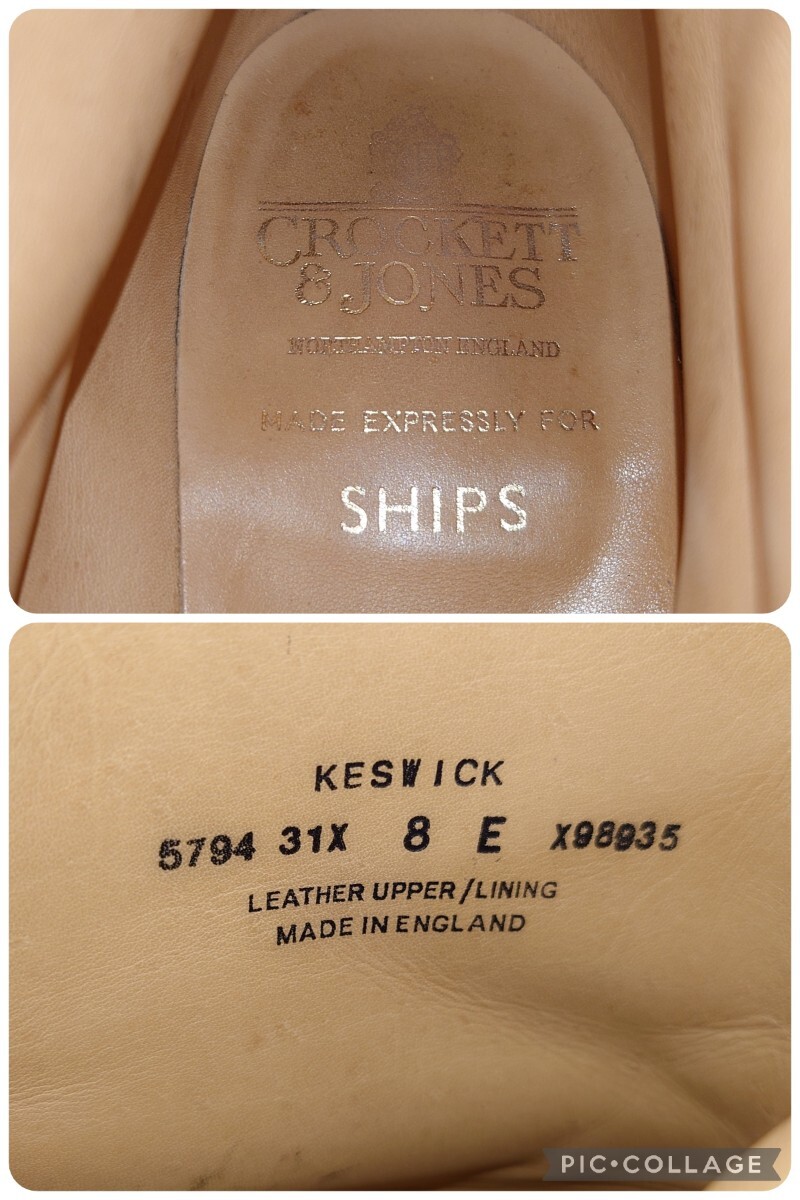 CROCKETT
& JONES
NORTHAMPTON ENGLAND
MADE EXPRESSLY FOR
SHIPS
KESWICK
5794 31X 8 E X98935
LEATHER UPPER/LINING
MADE IN ENGLAND
PIC•COLLAGE